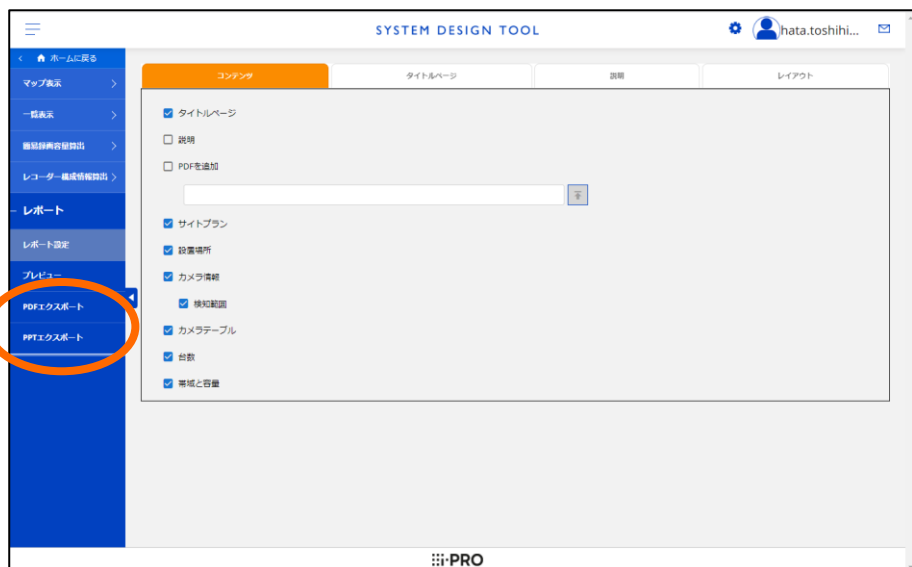 SYSTEM DESIGN TOOL
hata.toshihi...
ホームに戻る
マップ表示
一覧表示
簡易録画容量算出
レコーダー構成情報算出
レポート
レポート設定
プレビュー
PDFエクスポート
PPTエクスポート
コンテンツ
タイトルページ
説明
レイアウト
タイトルページ
説明
PDFを追加
サイトプラン
設置場所
カメラ情報
検知範囲
カメラテーブル
台数
帯域と容量
i-PRO